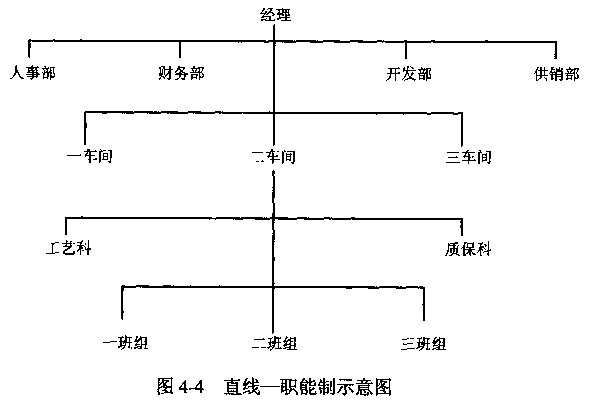 经理
人事部 财务部 开发部 供销部
一车间 二车间 三车间
工艺科 质保科
一班组 二班组 三班组
图 4-4 直线—职能制示意图